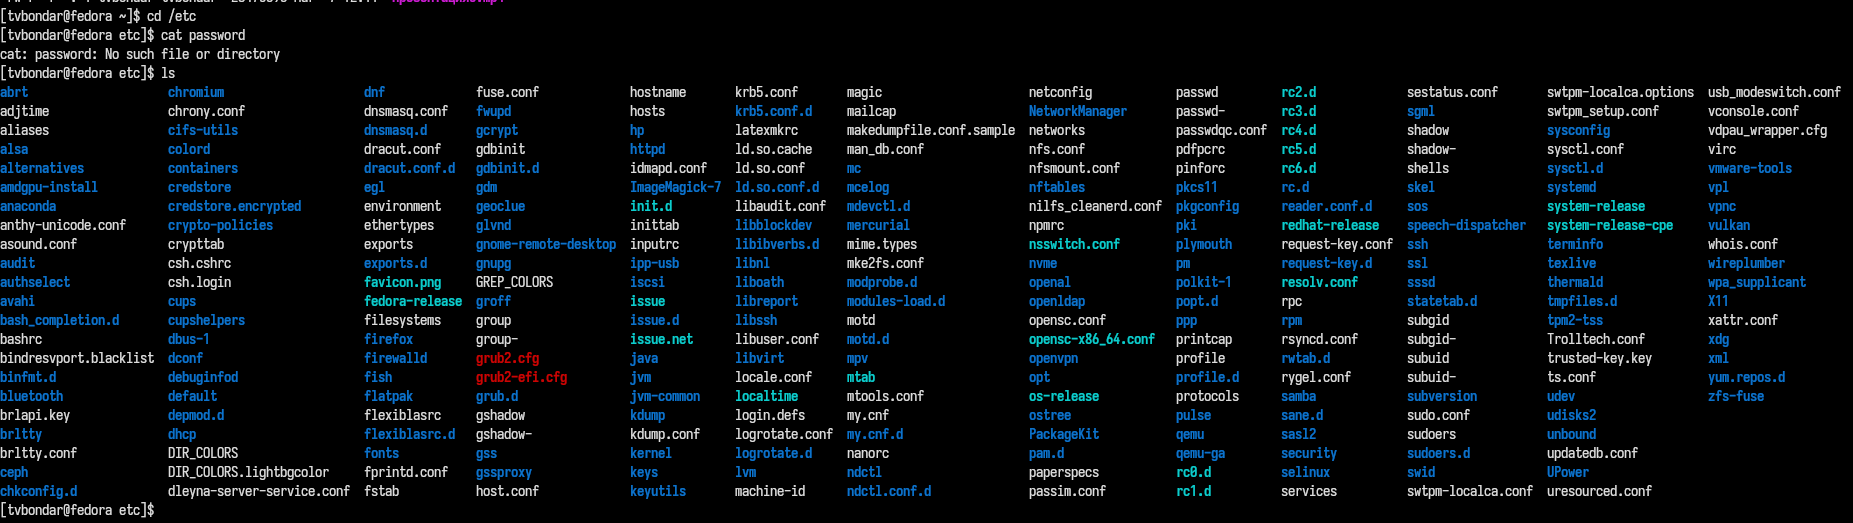 [tvbondar@fedora ~]$ cd /etc
[tvbondar@fedora etc]$ cat password
cat: password: No such file or directory
[tvbondar@fedora etc]$ ls
abrt chromium dnf fuse.conf hostname krb5.conf magic netconfig passwd rc2.d sestatus.conf swtpm-localca.options usb_modeswitch.conf
adjtime chrony.conf dnsmasq.conf fwupd hosts krb5.conf.d mailcap NetworkManager passwd- rc3.d sgml swtpm_setup.conf vconsole.conf
aliases cifs-utils dnsmasq.d gcrypt hp latexmkrc makedumpfile.conf.sample networks passwdqc.conf rc4.d shadow sysconfig vdpau_wrapper.cfg
alsa colord dracut.conf gdbinit httpd ld.so.cache man_db.conf nfs.conf pdfpcrc rc5.d shadow- sysctl.conf virc
alternatives containers dracut.conf.d gdbinit.d idmapd.conf ld.so.conf mc nfsmount.conf pinforc rc6.d shells sysctl.d vmware-tools
amdgpu-install credstore egl gdm ImageMagick-7 ld.so.conf.d mcelog nftables pkcs11 rc.d skel systemd vpl
anaconda credstore.encrypted environment geoclue init.d libaudit.conf mdevctl.d nilfs_cleanerd.conf pkgconfig reader.conf.d sos system-release vpnc
anthy-unicode.conf crypto-policies ethertypes glvnd inittab libblockdev mercurial npmrc pki redhat-release speech-dispatcher system-release-cpe vulkan
asound.conf crypttab exports gnome-remote-desktop inputrc libibverbs.d mime.types nsswitch.conf plymouth request-key.conf ssh terminfo whois.conf
audit csh.cshrc exports.d gnupg ipp-usb libnl mke2fs.conf nvme pm request-key.d ssl texlive wireplumber
authselect csh.login favicon.png GREP_COLORS iscsi liboath modprobe.d openal polkit-1 resolv.conf sssd thermald wpa_supplicant
avahi cups fedora-release groff issue libreport modules-load.d openldap popt.d rpc statetab.d tmpfiles.d X11
bash_completion.d cupshelpers filesystems group issue.d libssh motd opensc.conf ppp rpm subgid tpm2-tss xattr.conf
bashrc dbus-1 firefox group- issue.net libuser.conf motd.d opensc-x86_64.conf printcap rsyncd.conf subgid- Trolltech.conf xdg
bindresvport.blacklist dconf firewalld grub2.cfg java libvirt mpv openvpn profile rwtab.d subuid trusted-key.key xml
binfmt.d debuginfod fish grub2-efi.cfg jvm locale.conf mtab opt profile.d rygel.conf subuid- ts.conf yum.repos.d
bluetooth default flatpak grub.d jvm-common localtime mtools.conf os-release protocols samba subversion udev zfs-fuse
brlapi.key depmod.d flexiblasrc gshadow kdump login.defs my.cnf ostree pulse sane.d sudo.conf udisks2
brltty dhcp flexiblasrc.d gshadow- kdump.conf logrotate.conf my.cnf.d PackageKit qemu sasl2 sudoers unbound
brltty.conf DIR_COLORS fonts gss kernel logrotate.d nanorc pam.d qemu-ga security sudoers.d updatedb.conf
ceph DIR_COLORS.lightbgcolor fprintd.conf gssproxy keys lvm ndctl paperspecs rc0.d selinux swid UPower
chkconfig.d dleyna-server-service.conf fstab host.conf keyutils machine-id ndctl.conf.d passim.conf rc1.d services swtpm-localca.conf uresourced.conf
[tvbondar@fedora etc]$